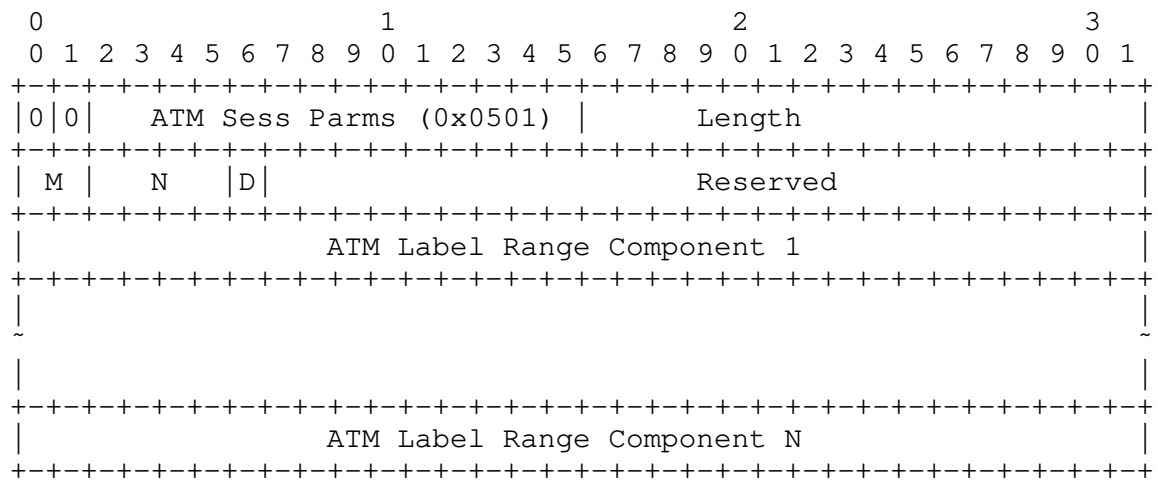 0                   1                   2                   3
 0 1 2 3 4 5 6 7 8 9 0 1 2 3 4 5 6 7 8 9 0 1 2 3 4 5 6 7 8 9 0 1
+-+-+-+-+-+-+-+-+-+-+-+-+-+-+-+-+-+-+-+-+-+-+-+-+-+-+-+-+-+-+-+-+
|0|0|   ATM Sess Parms (0x0501) |      Length                   |
+-+-+-+-+-+-+-+-+-+-+-+-+-+-+-+-+-+-+-+-+-+-+-+-+-+-+-+-+-+-+-+-+
| M |   N   |D|                        Reserved                 |
+-+-+-+-+-+-+-+-+-+-+-+-+-+-+-+-+-+-+-+-+-+-+-+-+-+-+-+-+-+-+-+-+
|                 ATM Label Range Component 1                   |
+-+-+-+-+-+-+-+-+-+-+-+-+-+-+-+-+-+-+-+-+-+-+-+-+-+-+-+-+-+-+-+-+
|                                                               |
~                                                               ~
|                                                               |
+-+-+-+-+-+-+-+-+-+-+-+-+-+-+-+-+-+-+-+-+-+-+-+-+-+-+-+-+-+-+-+-+
|                 ATM Label Range Component N                   |
+-+-+-+-+-+-+-+-+-+-+-+-+-+-+-+-+-+-+-+-+-+-+-+-+-+-+-+-+-+-+-+-+